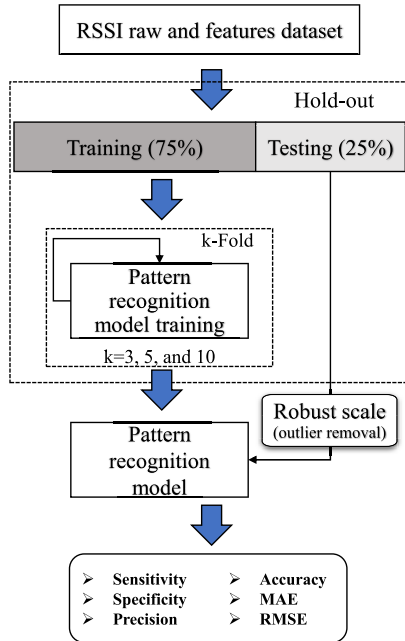 RSSI raw and features dataset
Hold-out
Training (75%)
Testing (25%)
k-Fold
Pattern
recognition
model training
k=3, 5, and 10
Robust scale
(outlier removal)
Pattern
recognition
model
➢ Sensitivity
➢ Specificity
➢ Precision
➢ Accuracy
➢ MAE
➢ RMSE